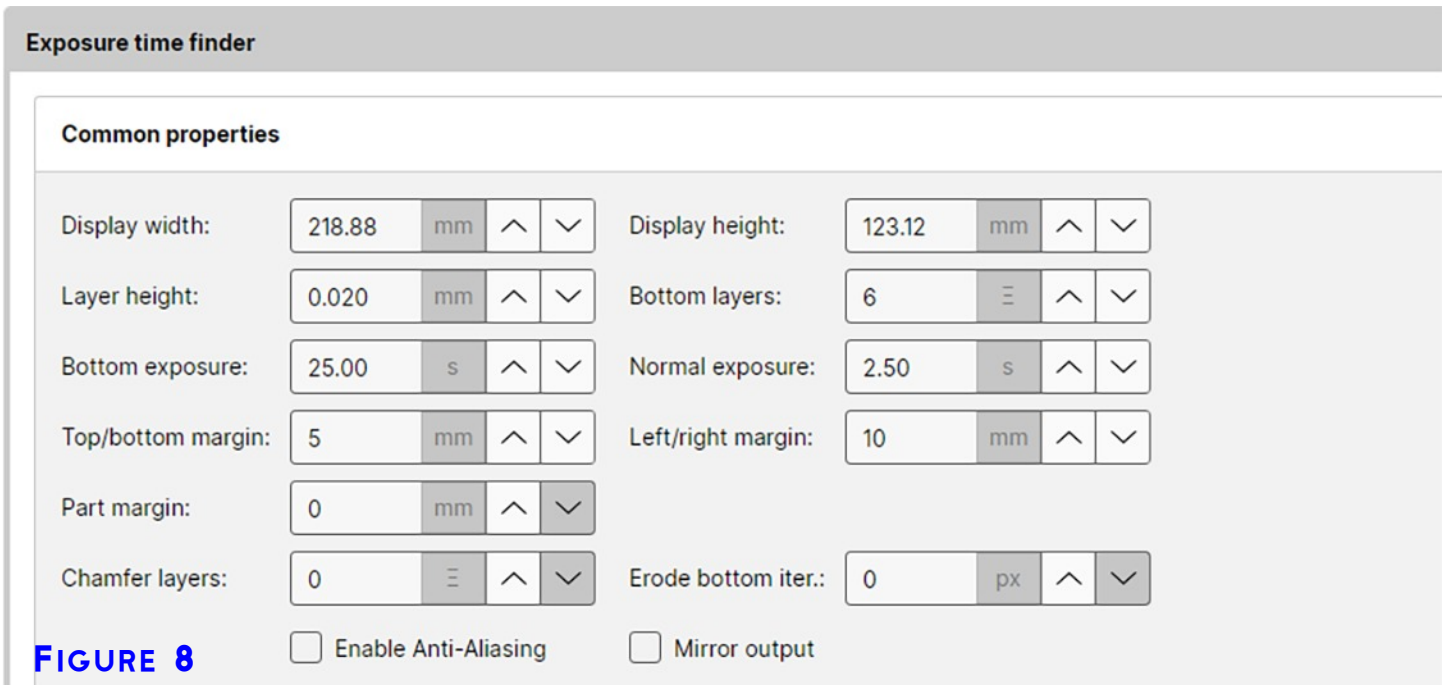 Exposure time finder
Common properties
Display width: 218.88 mm Display height: 123.12 mm
Layer height: 0.020 mm Bottom layers: 6 Ξ
Bottom exposure: 25.00 s Normal exposure: 2.50 s
Top/bottom margin: 5 mm Left/right margin: 10 mm
Part margin: 0 mm
Chamfer layers: 0 Ξ Erode bottom iter.: 0 px
Enable Anti-Aliasing Mirror output
FIGURE 8